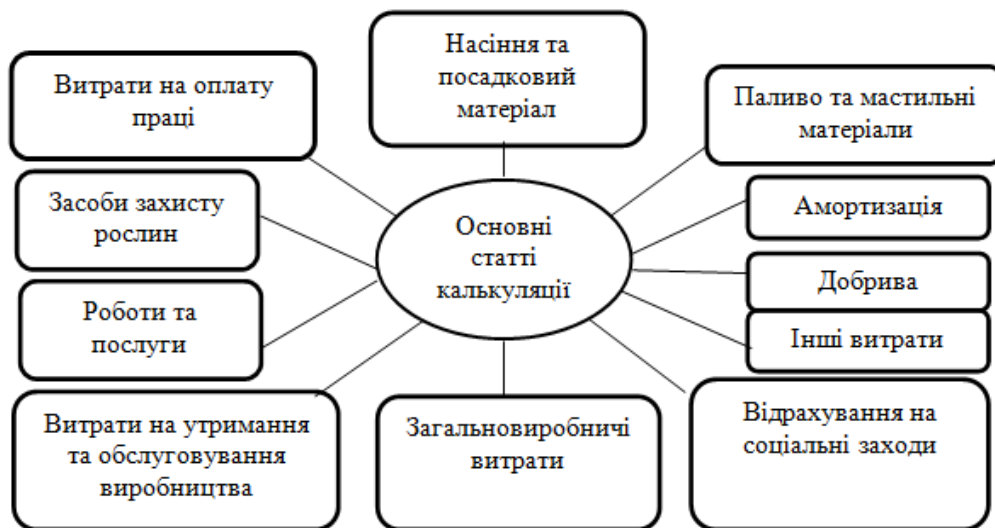 Насіння та
посадковий
матеріал
Витрати на оплату
праці
Паливо та мастильні
матеріали
Засоби захисту
рослин
Амортизація
Основні
статті
калькуляції
Добрива
Роботи та
послуги
Інші витрати
Витрати на утримання
та обслуговування
виробництва
Загальновиробничі
витрати
Відрахування на
соціальні заходи